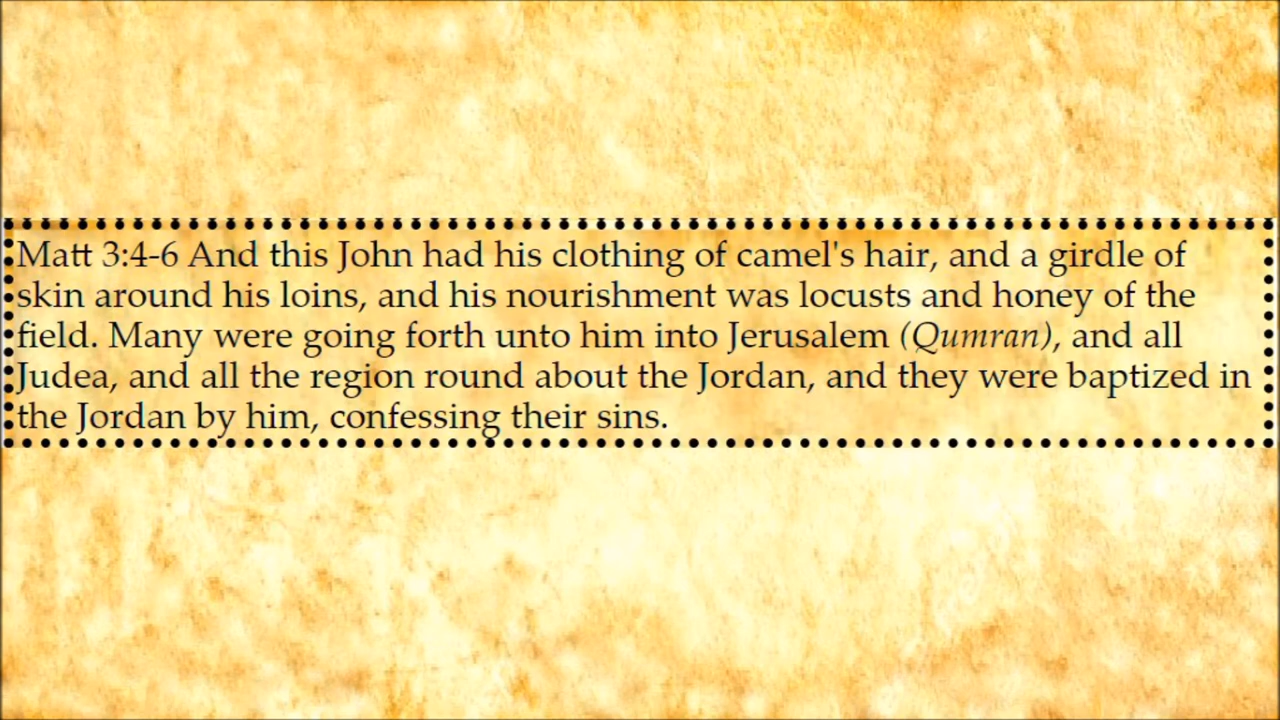 Matt 3:4-6 And this John had his clothing of camel's hair, and a girdle of
skin around his loins, and his nourishment was locusts and honey of the
field. Many were going forth unto him into Jerusalem (Qumran), and all
Judea, and all the region round about the Jordan, and they were baptized in
the Jordan by him, confessing their sins.